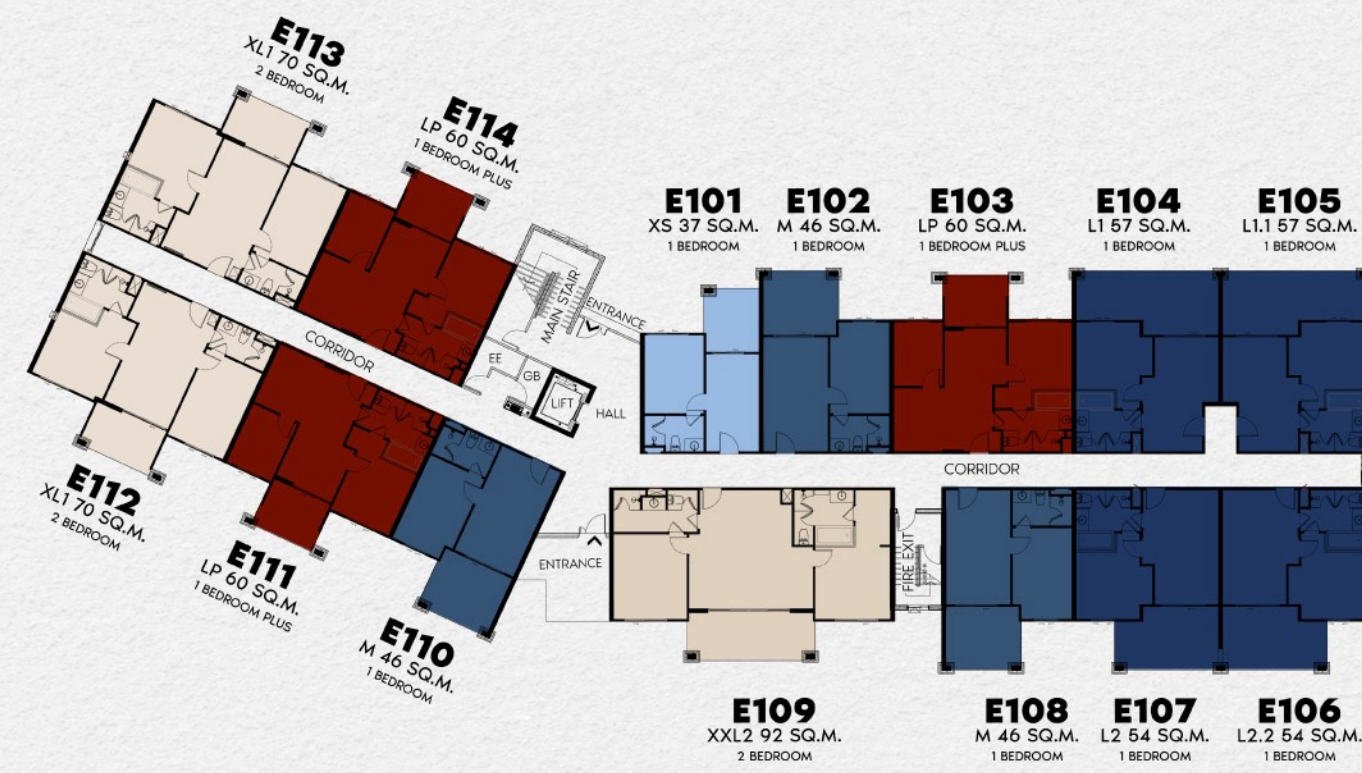 E113
XL1 70 SQ.M.
2 BEDROOM
E114
LP 60 SQ.M.
1 BEDROOM PLUS
E101
XS 37 SQ.M.
1 BEDROOM
E102
M 46 SQ.M.
1 BEDROOM
E103
LP 60 SQ.M.
1 BEDROOM PLUS
E104
L1 57 SQ.M.
1 BEDROOM
E105
L1.1 57 SQ.M.
1 BEDROOM
MAIN STAIR
ENTRANCE
CORRIDOR
EE
GB
LIFT
HALL
CORRIDOR
ENTRANCE
FIRE EXIT
E112
XL1 70 SQ.M.
2 BEDROOM
E111
LP 60 SQ.M.
1 BEDROOM PLUS
E110
M 46 SQ.M.
1 BEDROOM
E109
XXL2 92 SQ.M.
2 BEDROOM
E108
M 46 SQ.M.
1 BEDROOM
E107
L2 54 SQ.M.
1 BEDROOM
E106
L2.2 54 SQ.M.
1 BEDROOM